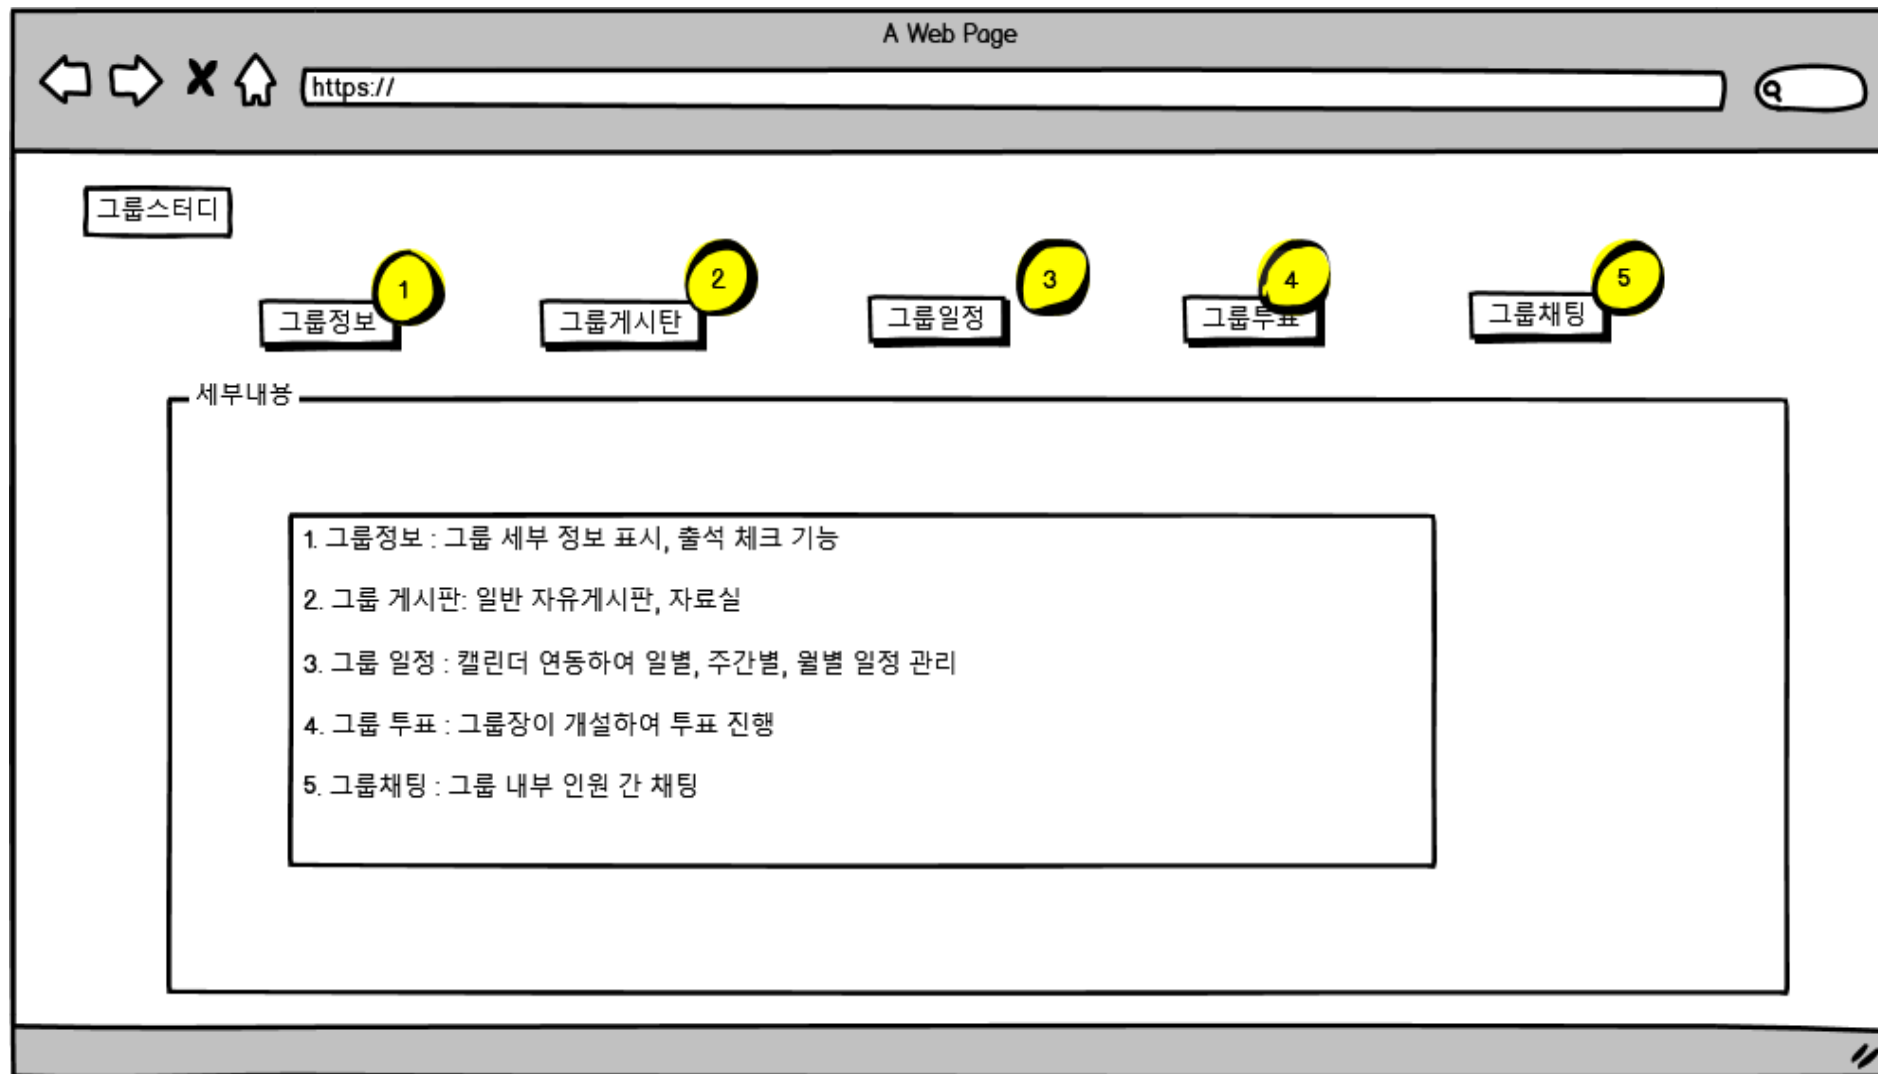 A Web Page
https://
그룹스터디
1
2
3
4
5
그룹정보
그룹게시탄
그룹일정
그룹투표
그룹채팅
세부내용
1. 그룹정보 : 그룹 세부 정보 표시, 출석 체크 기능
2. 그룹 게시판: 일반 자유게시판, 자료실
3. 그룹 일정 : 캘린더 연동하여 일별, 주간별, 월별 일정 관리
4. 그룹 투표 : 그룹장이 개설하여 투표 진행
5. 그룹채팅 : 그룹 내부 인원 간 채팅